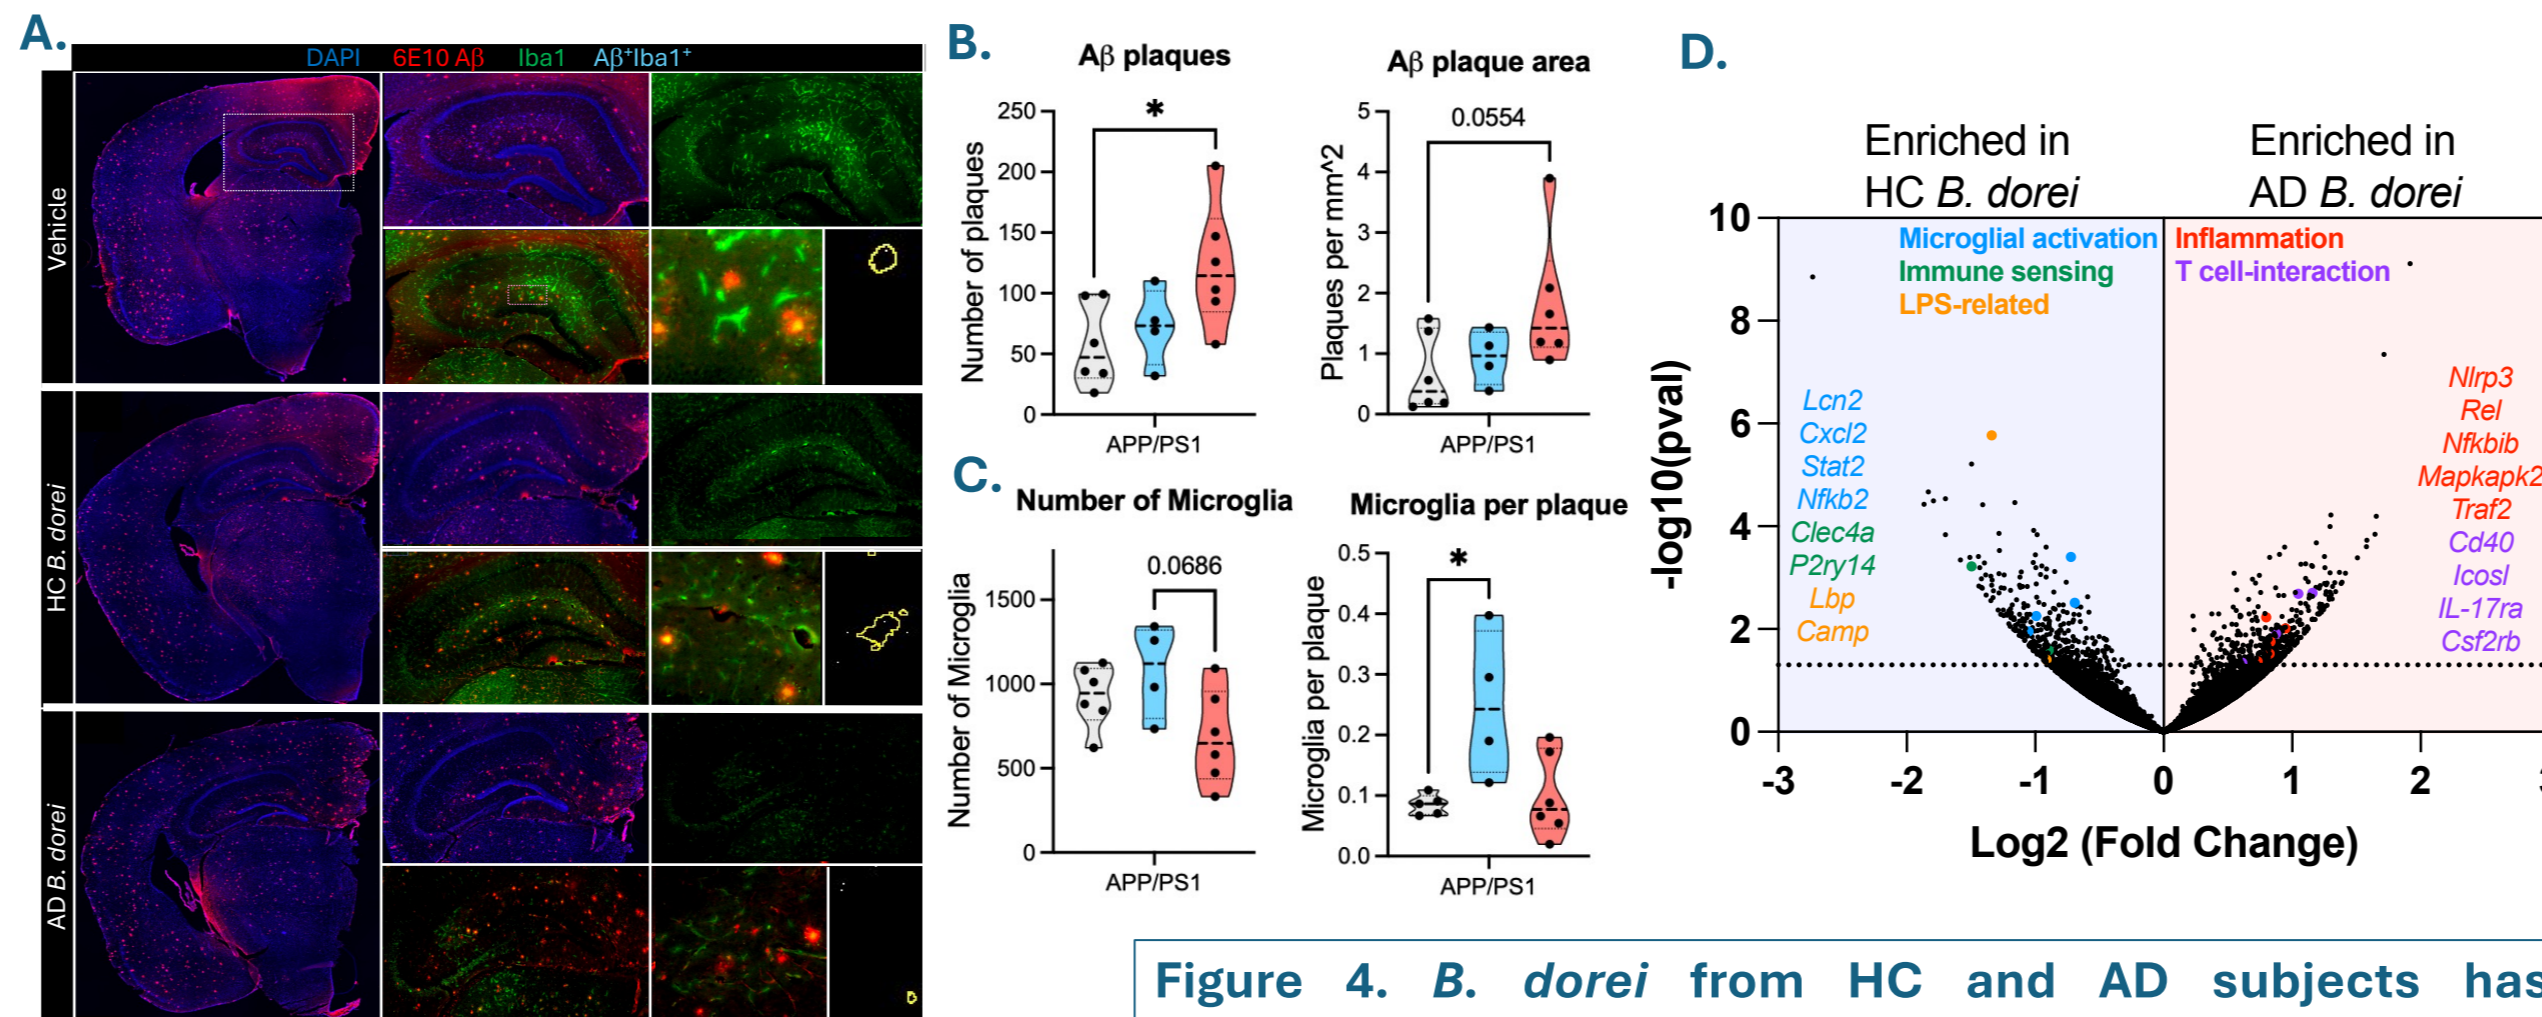 A.
DAPI 6E10 Aβ Iba1 Aβ⁺Iba1⁺
Vehicle
HC B. dorei
AD B. dorei
B.
Aβ plaques
Number of plaques
250
200
150
100
50
0
*
APP/PS1
Aβ plaque area
Plaques per mm^2
5
4
3
2
1
0
0.0554
APP/PS1
C.
Number of Microglia
Number of Microglia
1500
1000
500
0
0.0686
APP/PS1
Microglia per plaque
Microglia per plaque
0.5
0.4
0.3
0.2
0.1
0.0
*
APP/PS1
D.
Enriched in
HC B. dorei
Enriched in
AD B. dorei
Microglial activation
Immune sensing
LPS-related
Inflammation
T cell-interaction
Lcn2
Cxcl2
Stat2
Nfkb2
Clec4a
P2ry14
Lbp
Camp
Nlrp3
Rel
Nfkbib
Mapkapk2
Traf2
Cd40
Icosl
IL-17ra
Csf2rb
-log10(pval)
10
8
6
4
2
0
-3 -2 -1 0 1 2 3
Log2 (Fold Change)
Figure 4. B. dorei from HC and AD subjects has